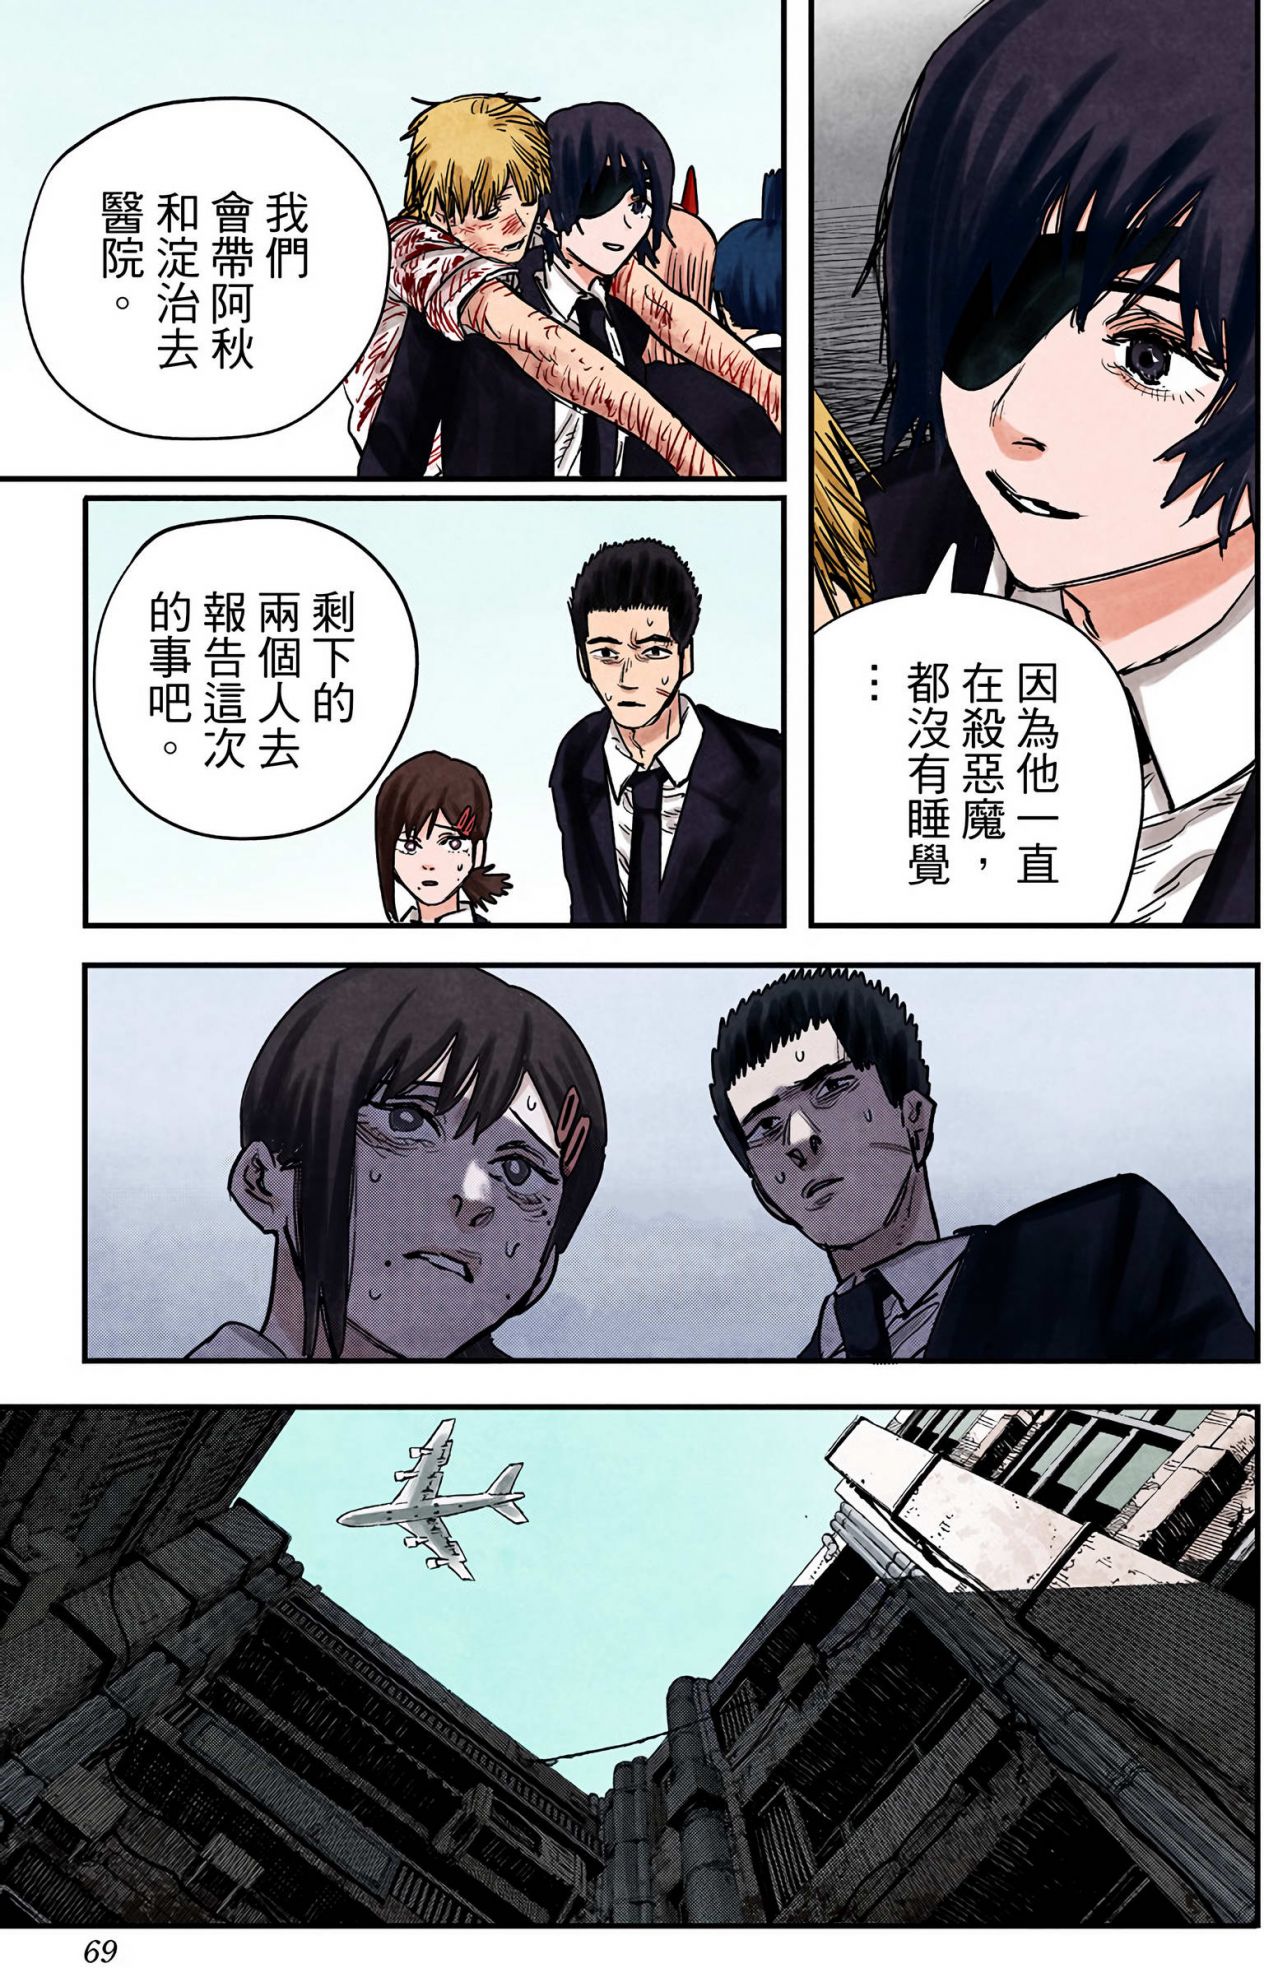 因為他一直
在殺惡魔，
都沒有睡覺
…
我們
會帶阿秋
和淀治去
醫院。
剩下的
兩個人去
報告這次
的事吧。
69